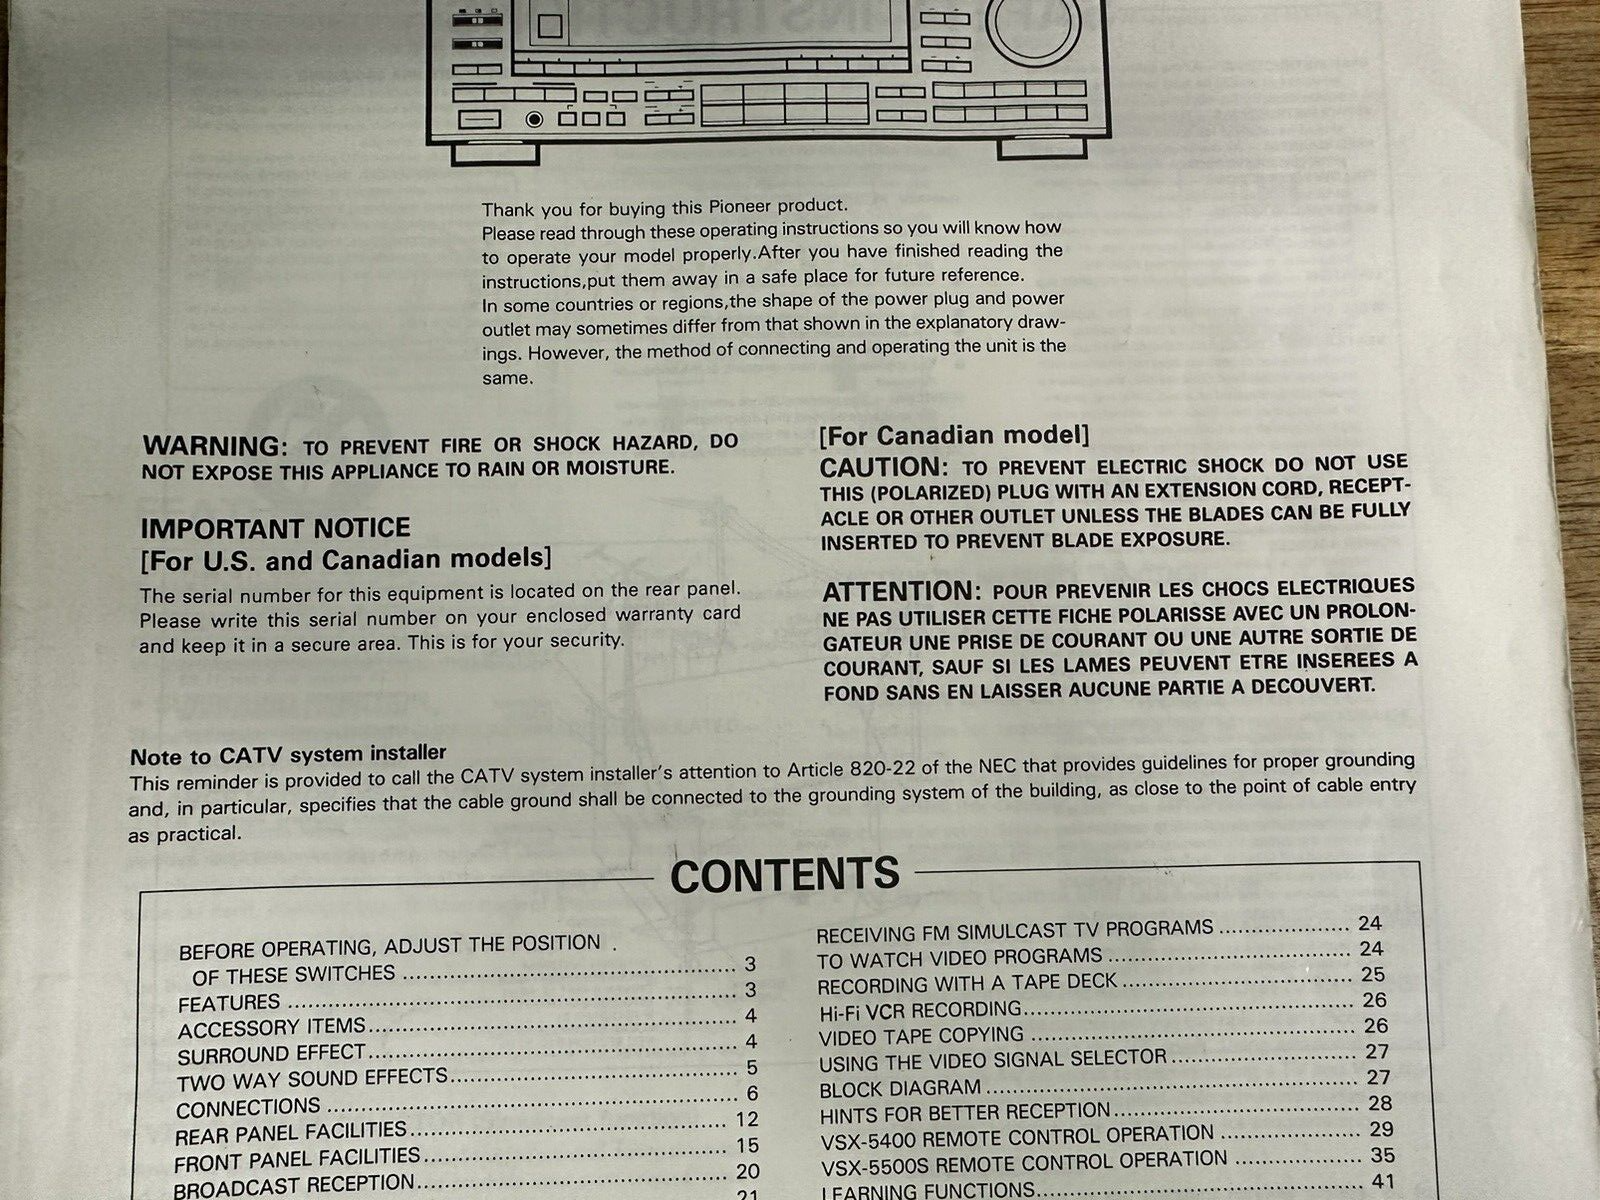 Thank you for buying this Pioneer product.
Please read through these operating instructions so you will know how
to operate your model properly.After you have finished reading the
instructions,put them away in a safe place for future reference.
In some countries or regions,the shape of the power plug and power
outlet may sometimes differ from that shown in the explanatory draw-
ings. However, the method of connecting and operating the unit is the
same.
WARNING: TO PREVENT FIRE OR SHOCK HAZARD, DO
NOT EXPOSE THIS APPLIANCE TO RAIN OR MOISTURE.
IMPORTANT NOTICE
[For U.S. and Canadian models]
The serial number for this equipment is located on the rear panel.
Please write this serial number on your enclosed warranty card
and keep it in a secure area. This is for your security.
[For Canadian model]
CAUTION: TO PREVENT ELECTRIC SHOCK DO NOT USE
THIS (POLARIZED) PLUG WITH AN EXTENSION CORD, RECEPT-
ACLE OR OTHER OUTLET UNLESS THE BLADES CAN BE FULLY
INSERTED TO PREVENT BLADE EXPOSURE.
ATTENTION: POUR PREVENIR LES CHOCS ELECTRIQUES
NE PAS UTILISER CETTE FICHE POLARISSE AVEC UN PROLON-
GATEUR UNE PRISE DE COURANT OU UNE AUTRE SORTIE DE
COURANT, SAUF SI LES LAMES PEUVENT ETRE INSEREES A
FOND SANS EN LAISSER AUCUNE PARTIE A DECOUVERT.
Note to CATV system installer
This reminder is provided to call the CATV system installer's attention to Article 820-22 of the NEC that provides guidelines for proper grounding
and, in particular, specifies that the cable ground shall be connected to the grounding system of the building, as close to the point of cable entry
as practical.
CONTENTS
BEFORE OPERATING, ADJUST THE POSITION
OF THESE SWITCHES ........ 3
FEATURES ........ 3
ACCESSORY ITEMS ........ 4
SURROUND EFFECT ........ 4
TWO WAY SOUND EFFECTS ........ 5
CONNECTIONS ........ 6
REAR PANEL FACILITIES ........ 12
FRONT PANEL FACILITIES ........ 15
BROADCAST RECEPTION ........ 20
21
RECEIVING FM SIMULCAST TV PROGRAMS ........ 24
TO WATCH VIDEO PROGRAMS ........ 24
RECORDING WITH A TAPE DECK ........ 25
Hi-Fi VCR RECORDING ........ 26
VIDEO TAPE COPYING ........ 26
USING THE VIDEO SIGNAL SELECTOR ........ 27
BLOCK DIAGRAM ........ 27
HINTS FOR BETTER RECEPTION ........ 28
VSX-5400 REMOTE CONTROL OPERATION ........ 29
VSX-5500S REMOTE CONTROL OPERATION ........ 35
LEARNING FUNCTIONS ........ 41